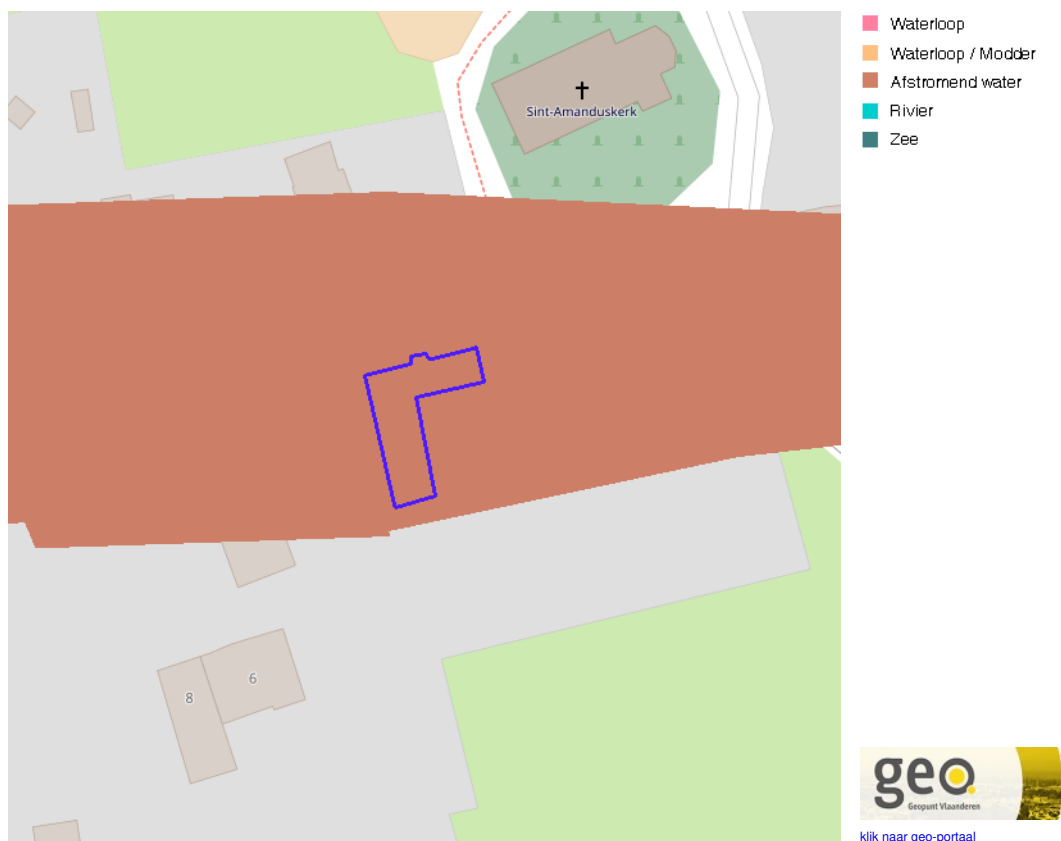 Waterloop
Waterloop / Modder
Afstromend water
Rivier
Zee
Sint-Amanduskerk
6
8
geo
Geopunt Vlaanderen
klik naar geo-portaal